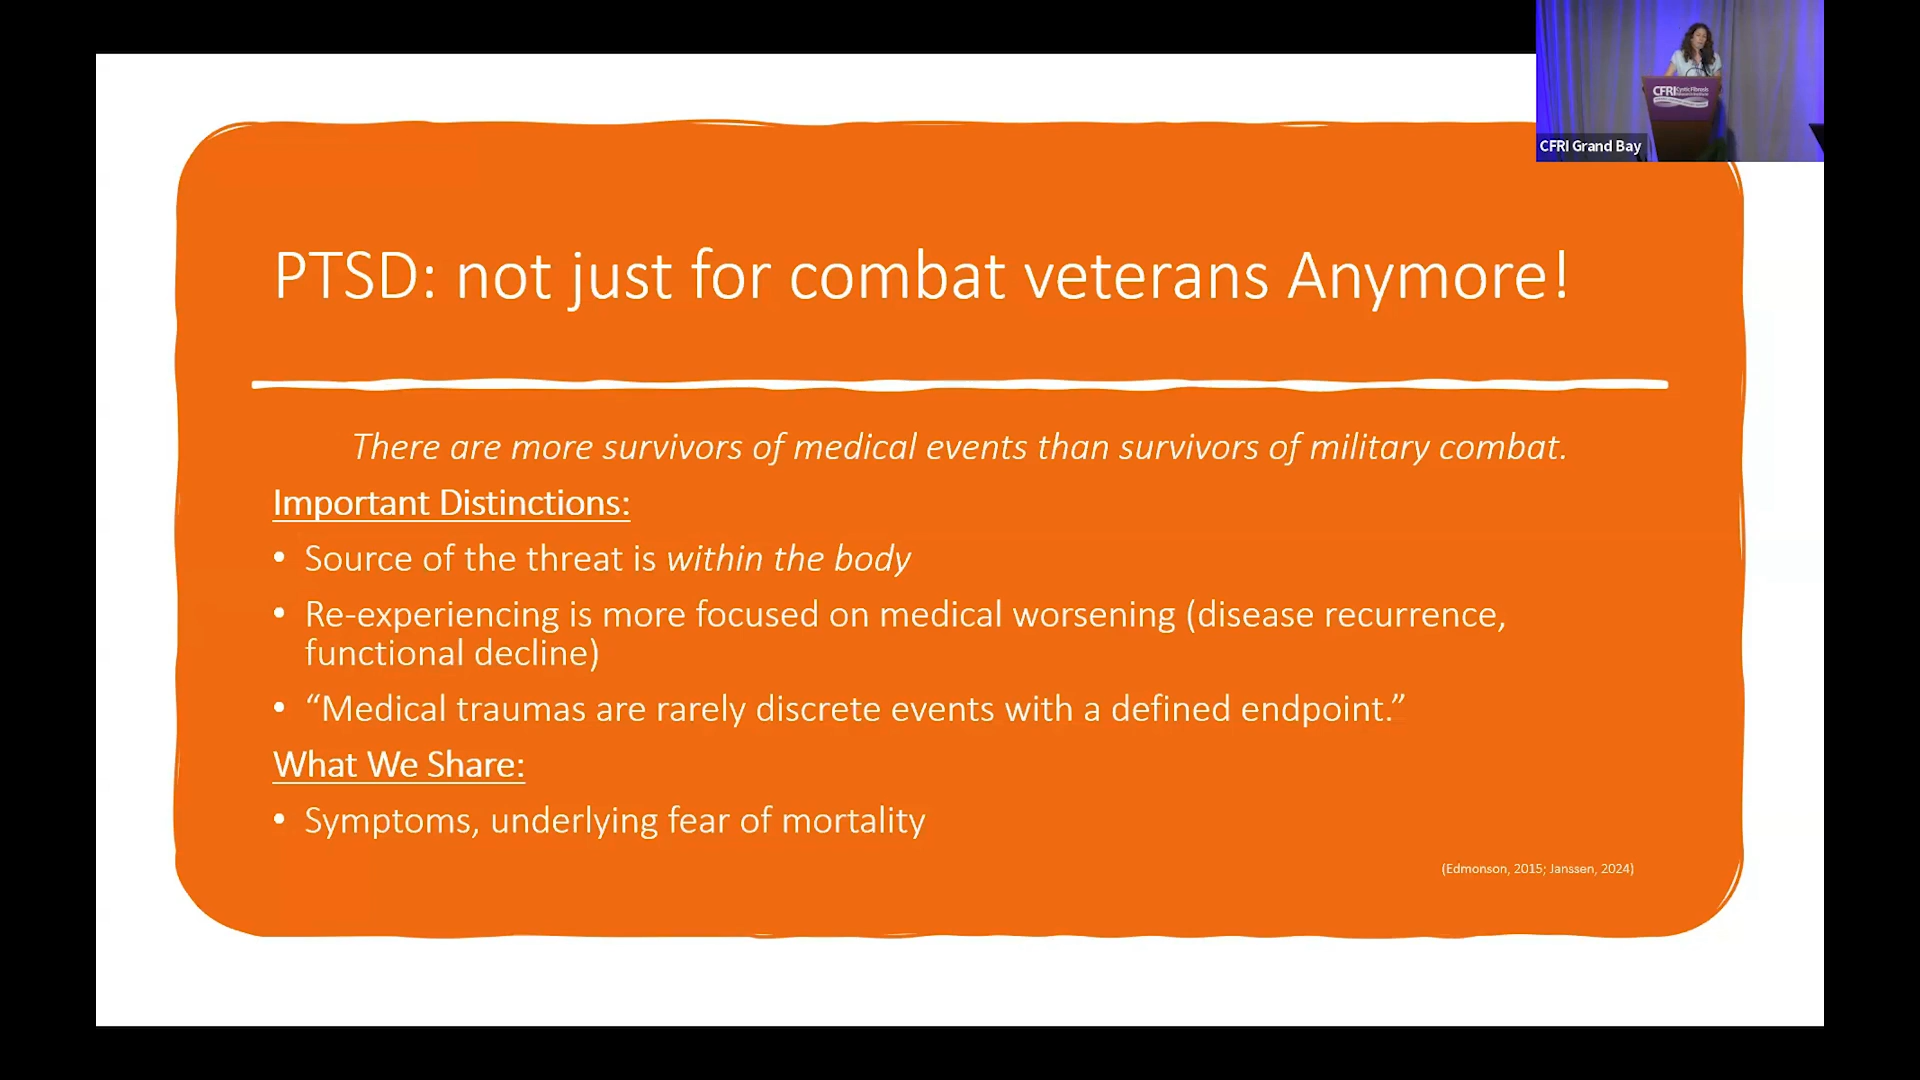 CFRI Cystic Fibrosis
CFRI Grand Bay
PTSD: not just for combat veterans Anymore!
There are more survivors of medical events than survivors of military combat.
Important Distinctions:
• Source of the threat is within the body
• Re-experiencing is more focused on medical worsening (disease recurrence,
functional decline)
• “Medical traumas are rarely discrete events with a defined endpoint.”
What We Share:
• Symptoms, underlying fear of mortality
(Edmonson, 2015; Janssen, 2024)